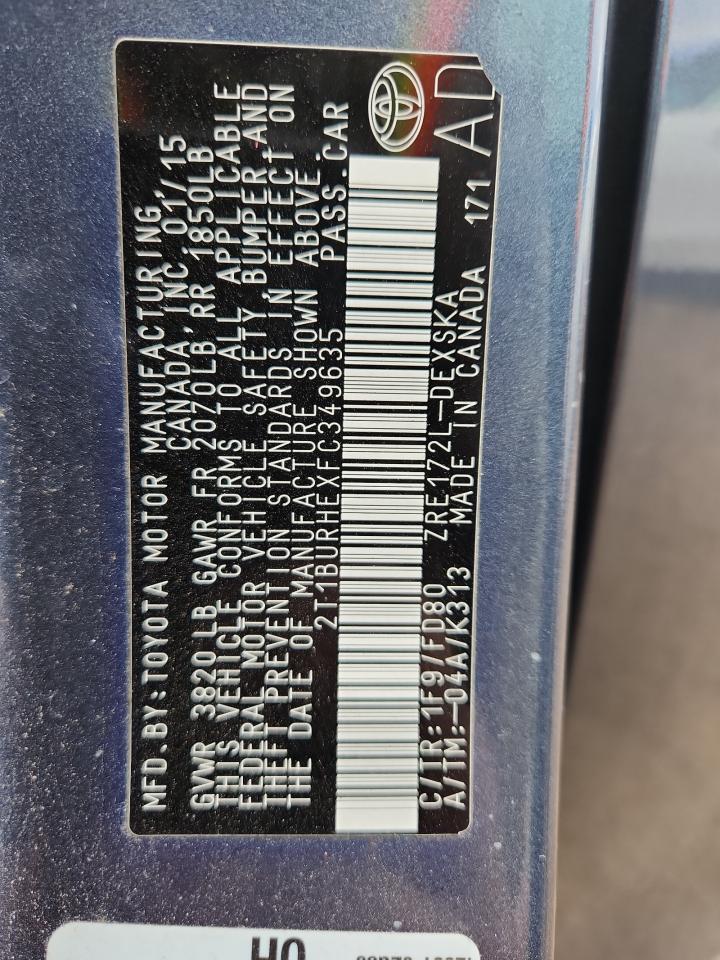 MFD.BY:TOYOTA MOTOR MANUFACTURING,
CANADA, INC. 01/15
GVWR 3820LB GAWR FR 2070LB, RR 1850LB
THIS VEHICLE CONFORMS TO ALL APPLICABLE
FEDERAL MOTOR VEHICLE SAFETY BUMPER AND
THEFT PREVENTION STANDARDS IN EFFECT ON
THE DATE OF MANUFACTURE SHOWN ABOVE.
2T1BURHEXFC349635 PASS.CAR
C/TR:1F9/FD80 ZRE172L-DEXSKA
A/TM:-04A/K313 MADE IN CANADA 171
AD